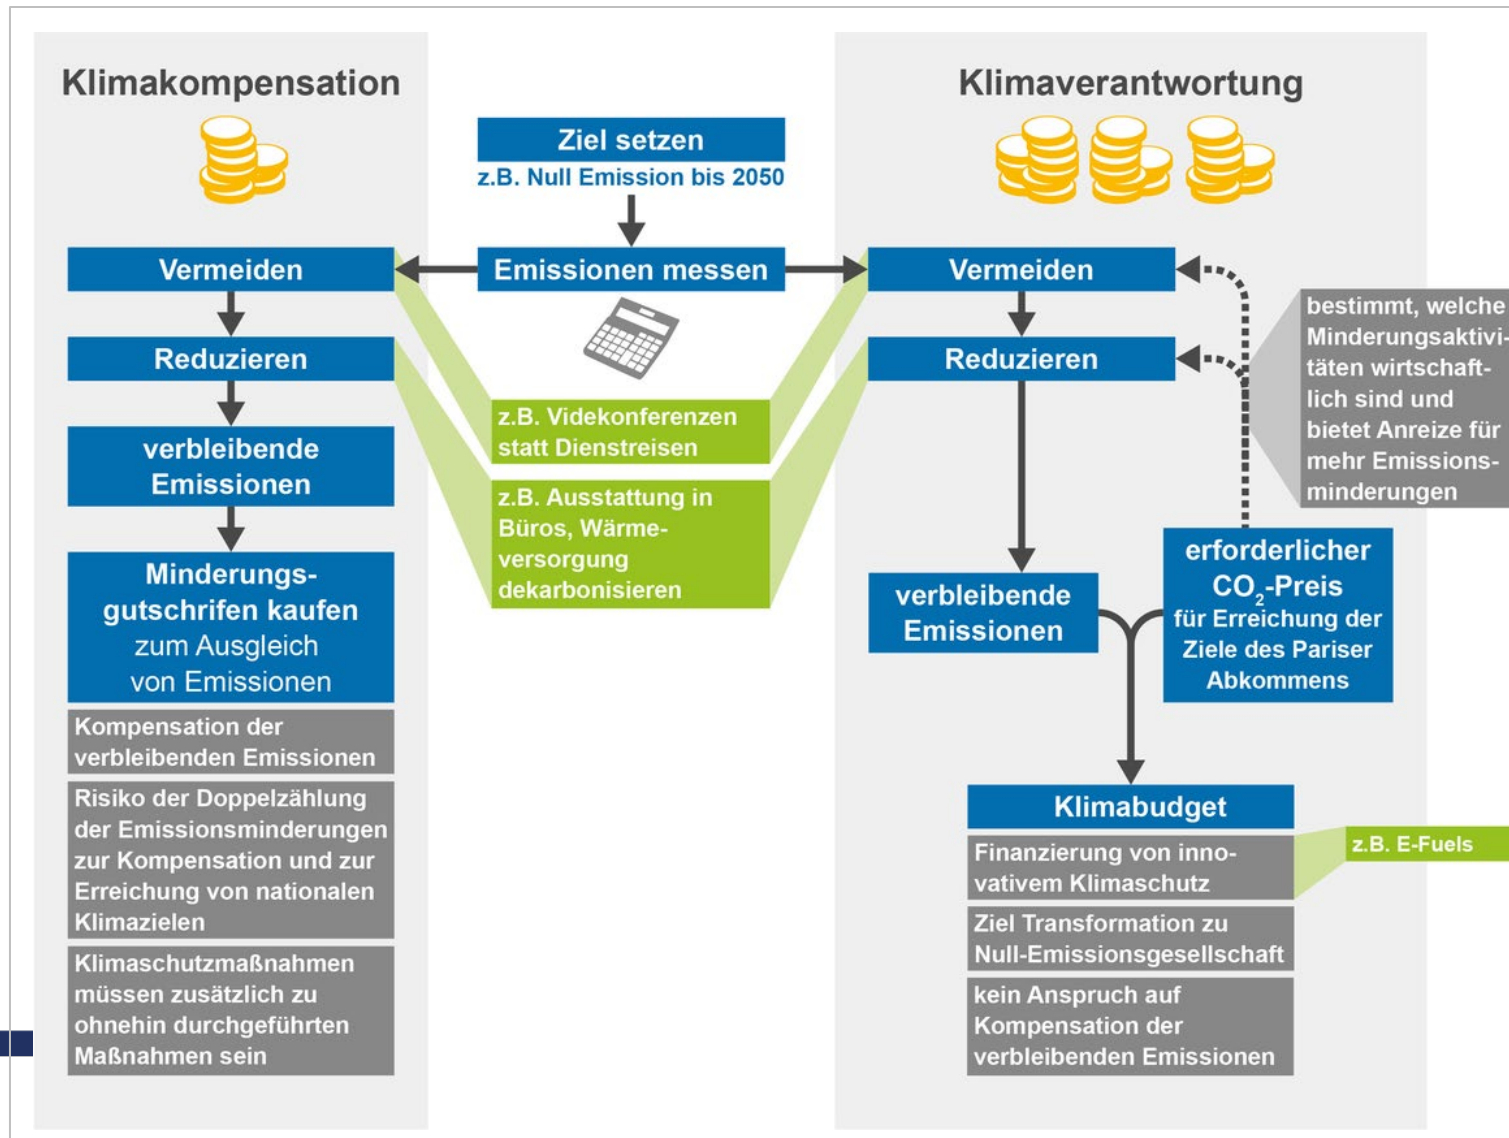 Klimakompensation
Ziel setzen
z.B. Null Emission bis 2050
Emissionen messen
Vermeiden
Reduzieren
verbleibende
Emissionen
Minderungs-
gutschrifen kaufen
zum Ausgleich
von Emissionen
Kompensation der
verbleibenden Emissionen
Risiko der Doppelzählung
der Emissionsminderungen
zur Kompensation und zur
Erreichung von nationalen
Klimazielen
Klimaschutzmaßnahmen
müssen zusätzlich zu
ohnehin durchgeführten
Maßnahmen sein
z.B. Videkonferenzen
statt Dienstreisen
z.B. Ausstattung in
Büros, Wärme-
versorgung
dekarbonisieren
Klimaverantwortung
Vermeiden
Reduzieren
bestimmt, welche
Minderungsaktivi-
täten wirtschaft-
lich sind und
bietet Anreize für
mehr Emissions-
minderungen
verbleibende
Emissionen
erforderlicher
CO₂-Preis
für Erreichung der
Ziele des Pariser
Abkommens
Klimabudget
Finanzierung von inno-
vativem Klimaschutz
z.B. E-Fuels
Ziel Transformation zu
Null-Emissionsgesellschaft
kein Anspruch auf
Kompensation der
verbleibenden Emissionen